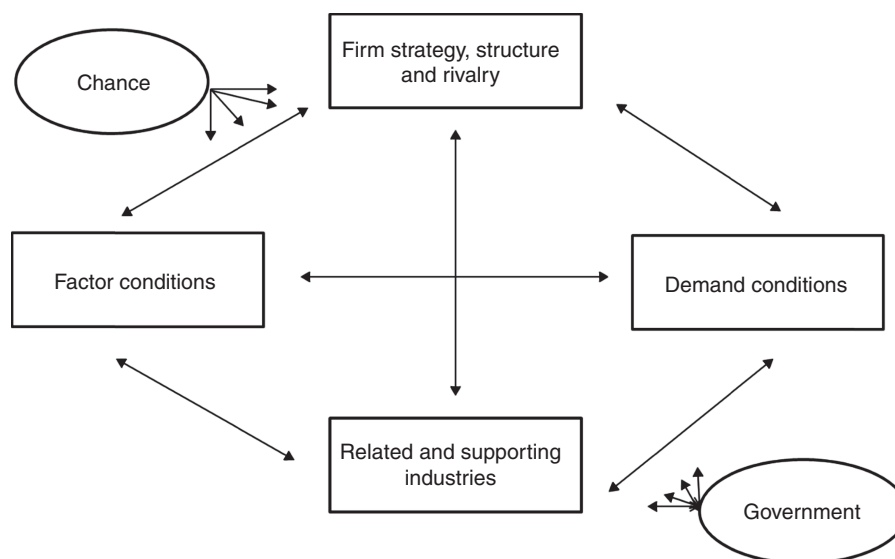 Firm strategy, structure
and rivalry
Chance
Factor conditions
Demand conditions
Related and supporting
industries
Government